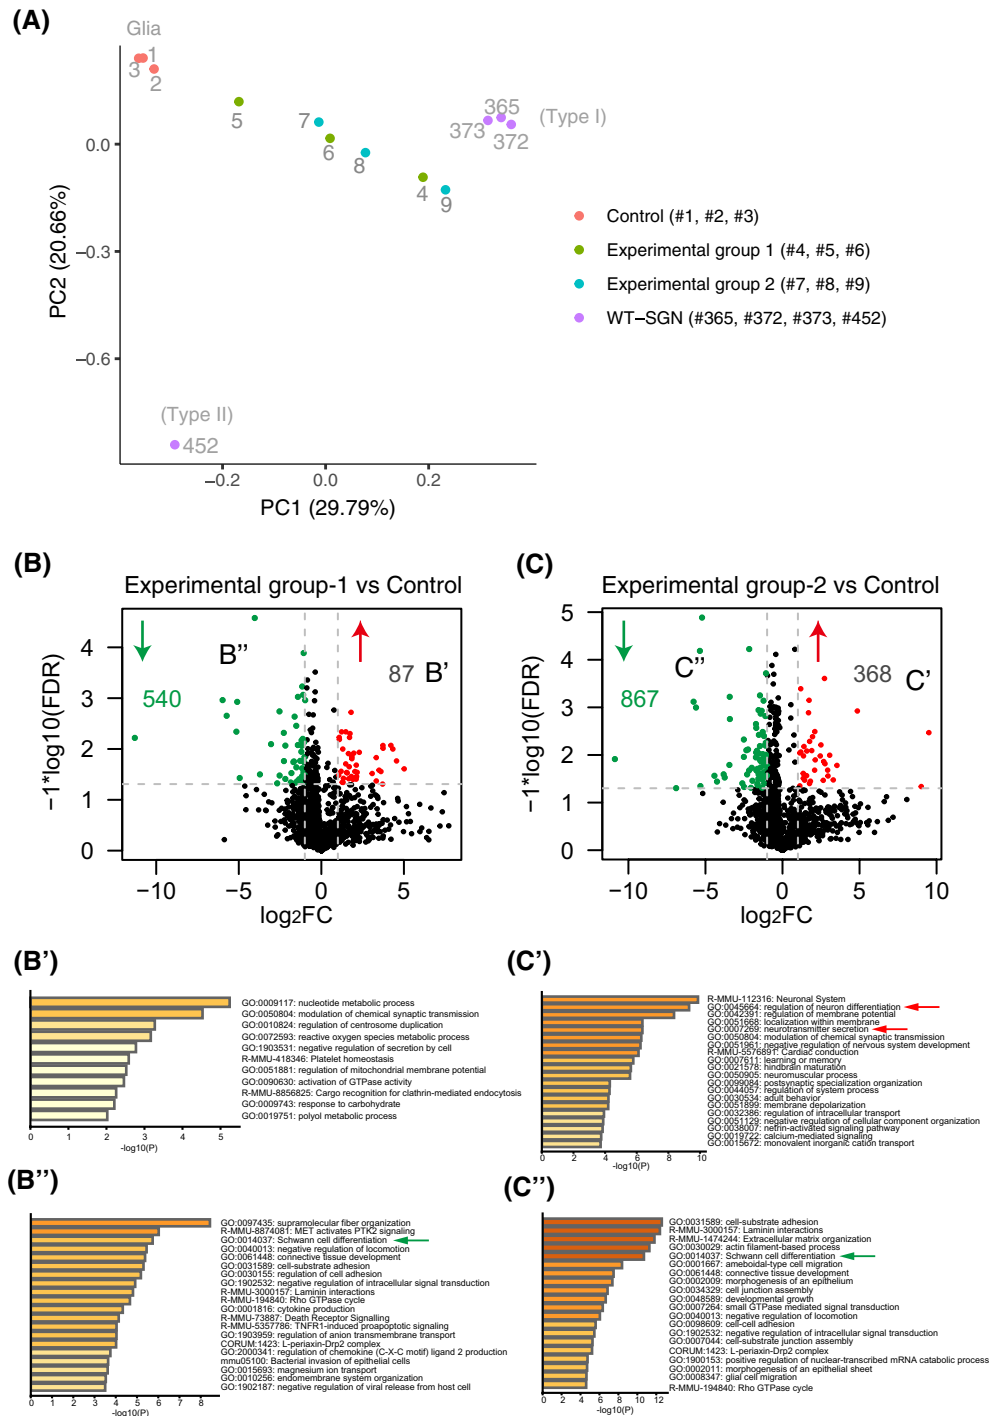 (A)
Glia
1
3
2
5
7
6
8
4
9
365
373
372
(Type I)
(Type II)
452
0.0
−0.3
−0.6
PC2 (20.66%)
−0.2
0.0
0.2
PC1 (29.79%)
Control (#1, #2, #3)
Experimental group 1 (#4, #5, #6)
Experimental group 2 (#7, #8, #9)
WT−SGN (#365, #372, #373, #452)
(B)
Experimental group-1 vs Control
B''
540
87
B'
4
3
2
1
0
−1*log10(FDR)
−10
−5
0
5
log2FC
(C)
Experimental group-2 vs Control
C''
867
368
C'
5
4
3
2
1
0
−1*log10(FDR)
−10
−5
0
5
10
log2FC
(B')
GO:0009117: nucleotide metabolic process
GO:0050804: modulation of chemical synaptic transmission
GO:0010824: regulation of centrosome duplication
GO:0072593: reactive oxygen species metabolic process
GO:1903531: negative regulation of secretion by cell
R-MMU-418346: Platelet homeostasis
GO:0051881: regulation of mitochondrial membrane potential
GO:0090630: activation of GTPase activity
R-MMU-8856825: Cargo recognition for clathrin-mediated endocytosis
GO:0009743: response to carbohydrate
GO:0019751: polyol metabolic process
0 1 2 3 4 5
-log10(P)
(C')
R-MMU-112316: Neuronal System
GO:0045664: regulation of neuron differentiation
GO:0042391: regulation of membrane potential
GO:0051668: localization within membrane
GO:0007269: neurotransmitter secretion
GO:0050804: modulation of chemical synaptic transmission
GO:0051961: negative regulation of nervous system development
R-MMU-5576891: Cardiac conduction
GO:0007611: learning or memory
GO:0021578: hindbrain maturation
GO:0050905: neuromuscular process
GO:0099084: postsynaptic specialization organization
GO:0044057: regulation of system process
GO:0030534: adult behavior
GO:0051899: membrane depolarization
GO:0032386: regulation of intracellular transport
GO:0051129: negative regulation of cellular component organization
GO:0038007: netrin-activated signaling pathway
GO:0019722: calcium-mediated signaling
GO:0015672: monovalent inorganic cation transport
0 2 4 6 8 10
-log10(P)
(B'')
GO:0097435: supramolecular fiber organization
R-MMU-8874081: MET activates PTK2 signaling
GO:0014037: Schwann cell differentiation
GO:0040013: negative regulation of locomotion
GO:0061448: connective tissue development
GO:0031589: cell-substrate adhesion
GO:0030155: regulation of cell adhesion
GO:1902532: negative regulation of intracellular signal transduction
R-MMU-3000157: Laminin interactions
R-MMU-194840: Rho GTPase cycle
GO:0001816: cytokine production
R-MMU-73887: Death Receptor Signalling
R-MMU-5357786: TNFR1-induced proapoptotic signaling
GO:1903959: regulation of anion transmembrane transport
CORUM:1423: L-periaxin-Drp2 complex
GO:2000341: regulation of chemokine (C-X-C motif) ligand 2 production
mmu05100: Bacterial invasion of epithelial cells
GO:0015693: magnesium ion transport
GO:0010256: endomembrane system organization
GO:1902187: negative regulation of viral release from host cell
0 1 2 3 4 5 6 7 8
-log10(P)
(C'')
GO:0031589: cell-substrate adhesion
R-MMU-3000157: Laminin interactions
R-MMU-1474244: Extracellular matrix organization
GO:0030029: actin filament-based process
GO:0014037: Schwann cell differentiation
GO:0001667: ameboidal-type cell migration
GO:0061448: connective tissue development
GO:0002009: morphogenesis of an epithelium
GO:0034329: cell junction assembly
GO:0048589: developmental growth
GO:0007264: small GTPase mediated signal transduction
GO:0040013: negative regulation of locomotion
GO:0098609: cell-cell adhesion
GO:1902532: negative regulation of intracellular signal transduction
GO:0007044: cell-substrate junction assembly
CORUM:1423: L-periaxin-Drp2 complex
GO:1900153: positive regulation of nuclear-transcribed mRNA catabolic process
GO:0002011: morphogenesis of an epithelial sheet
GO:0008347: glial cell migration
R-MMU-194840: Rho GTPase cycle
0 2 4 6 8 10 12
-log10(P)